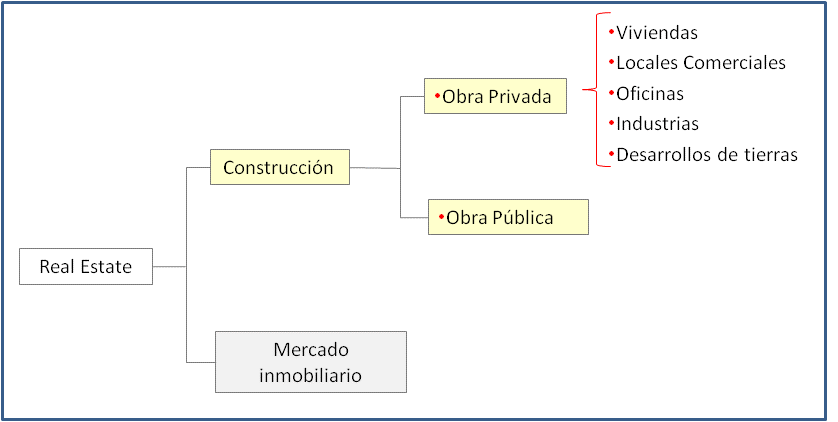 Real Estate
Construcción
•Obra Privada
•Viviendas
•Locales Comerciales
•Oficinas
•Industrias
•Desarrollos de tierras
•Obra Pública
Mercado
inmobiliario